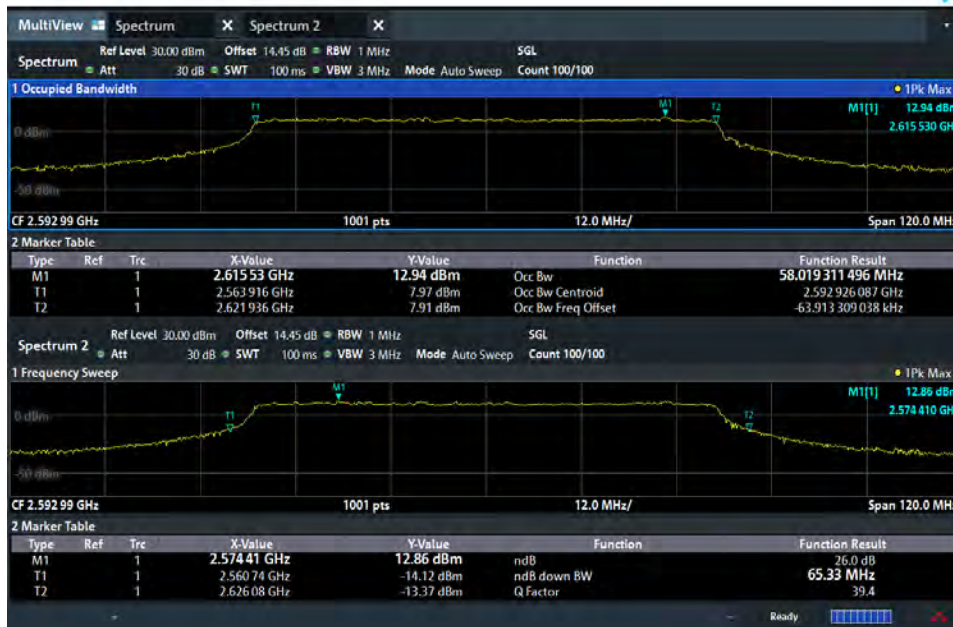 MultiView Spectrum X Spectrum 2 X
Ref Level 30.00 dBm Offset 14.45 dB RBW 1 MHz SGL
Spectrum Att 30 dB SWT 100 ms VBW 3 MHz Mode Auto Sweep Count 100/100
1 Occupied Bandwidth 1Pk Max
T1 M1 T2 M1[1] 12.94 dBm
2.615 530 GH
0 dBm
-50 dBm
CF 2.592 99 GHz 1001 pts 12.0 MHz/ Span 120.0 MH
2 Marker Table
Type Ref Trc X-Value Y-Value Function Function Result
M1 1 2.615 53 GHz 12.94 dBm Occ Bw 58.019 311 496 MHz
T1 1 2.563 916 GHz 7.97 dBm Occ Bw Centroid 2.592 926 087 GHz
T2 1 2.621 936 GHz 7.91 dBm Occ Bw Freq Offset -63.913 309 038 kHz
Ref Level 30.00 dBm Offset 14.45 dB RBW 1 MHz SGL
Spectrum 2 Att 30 dB SWT 100 ms VBW 3 MHz Mode Auto Sweep Count 100/100
1 Frequency Sweep 1Pk Max
M1 M1[1] 12.86 dBm
2.574 410 GH
0 dBm
T1 T2
-50 dBm
CF 2.592 99 GHz 1001 pts 12.0 MHz/ Span 120.0 MH
2 Marker Table
Type Ref Trc X-Value Y-Value Function Function Result
M1 1 2.574 41 GHz 12.86 dBm ndB 26.0 dB
T1 1 2.560 74 GHz -14.12 dBm ndB down BW 65.33 MHz
T2 1 2.626 08 GHz -13.37 dBm Q Factor 39.4
Ready